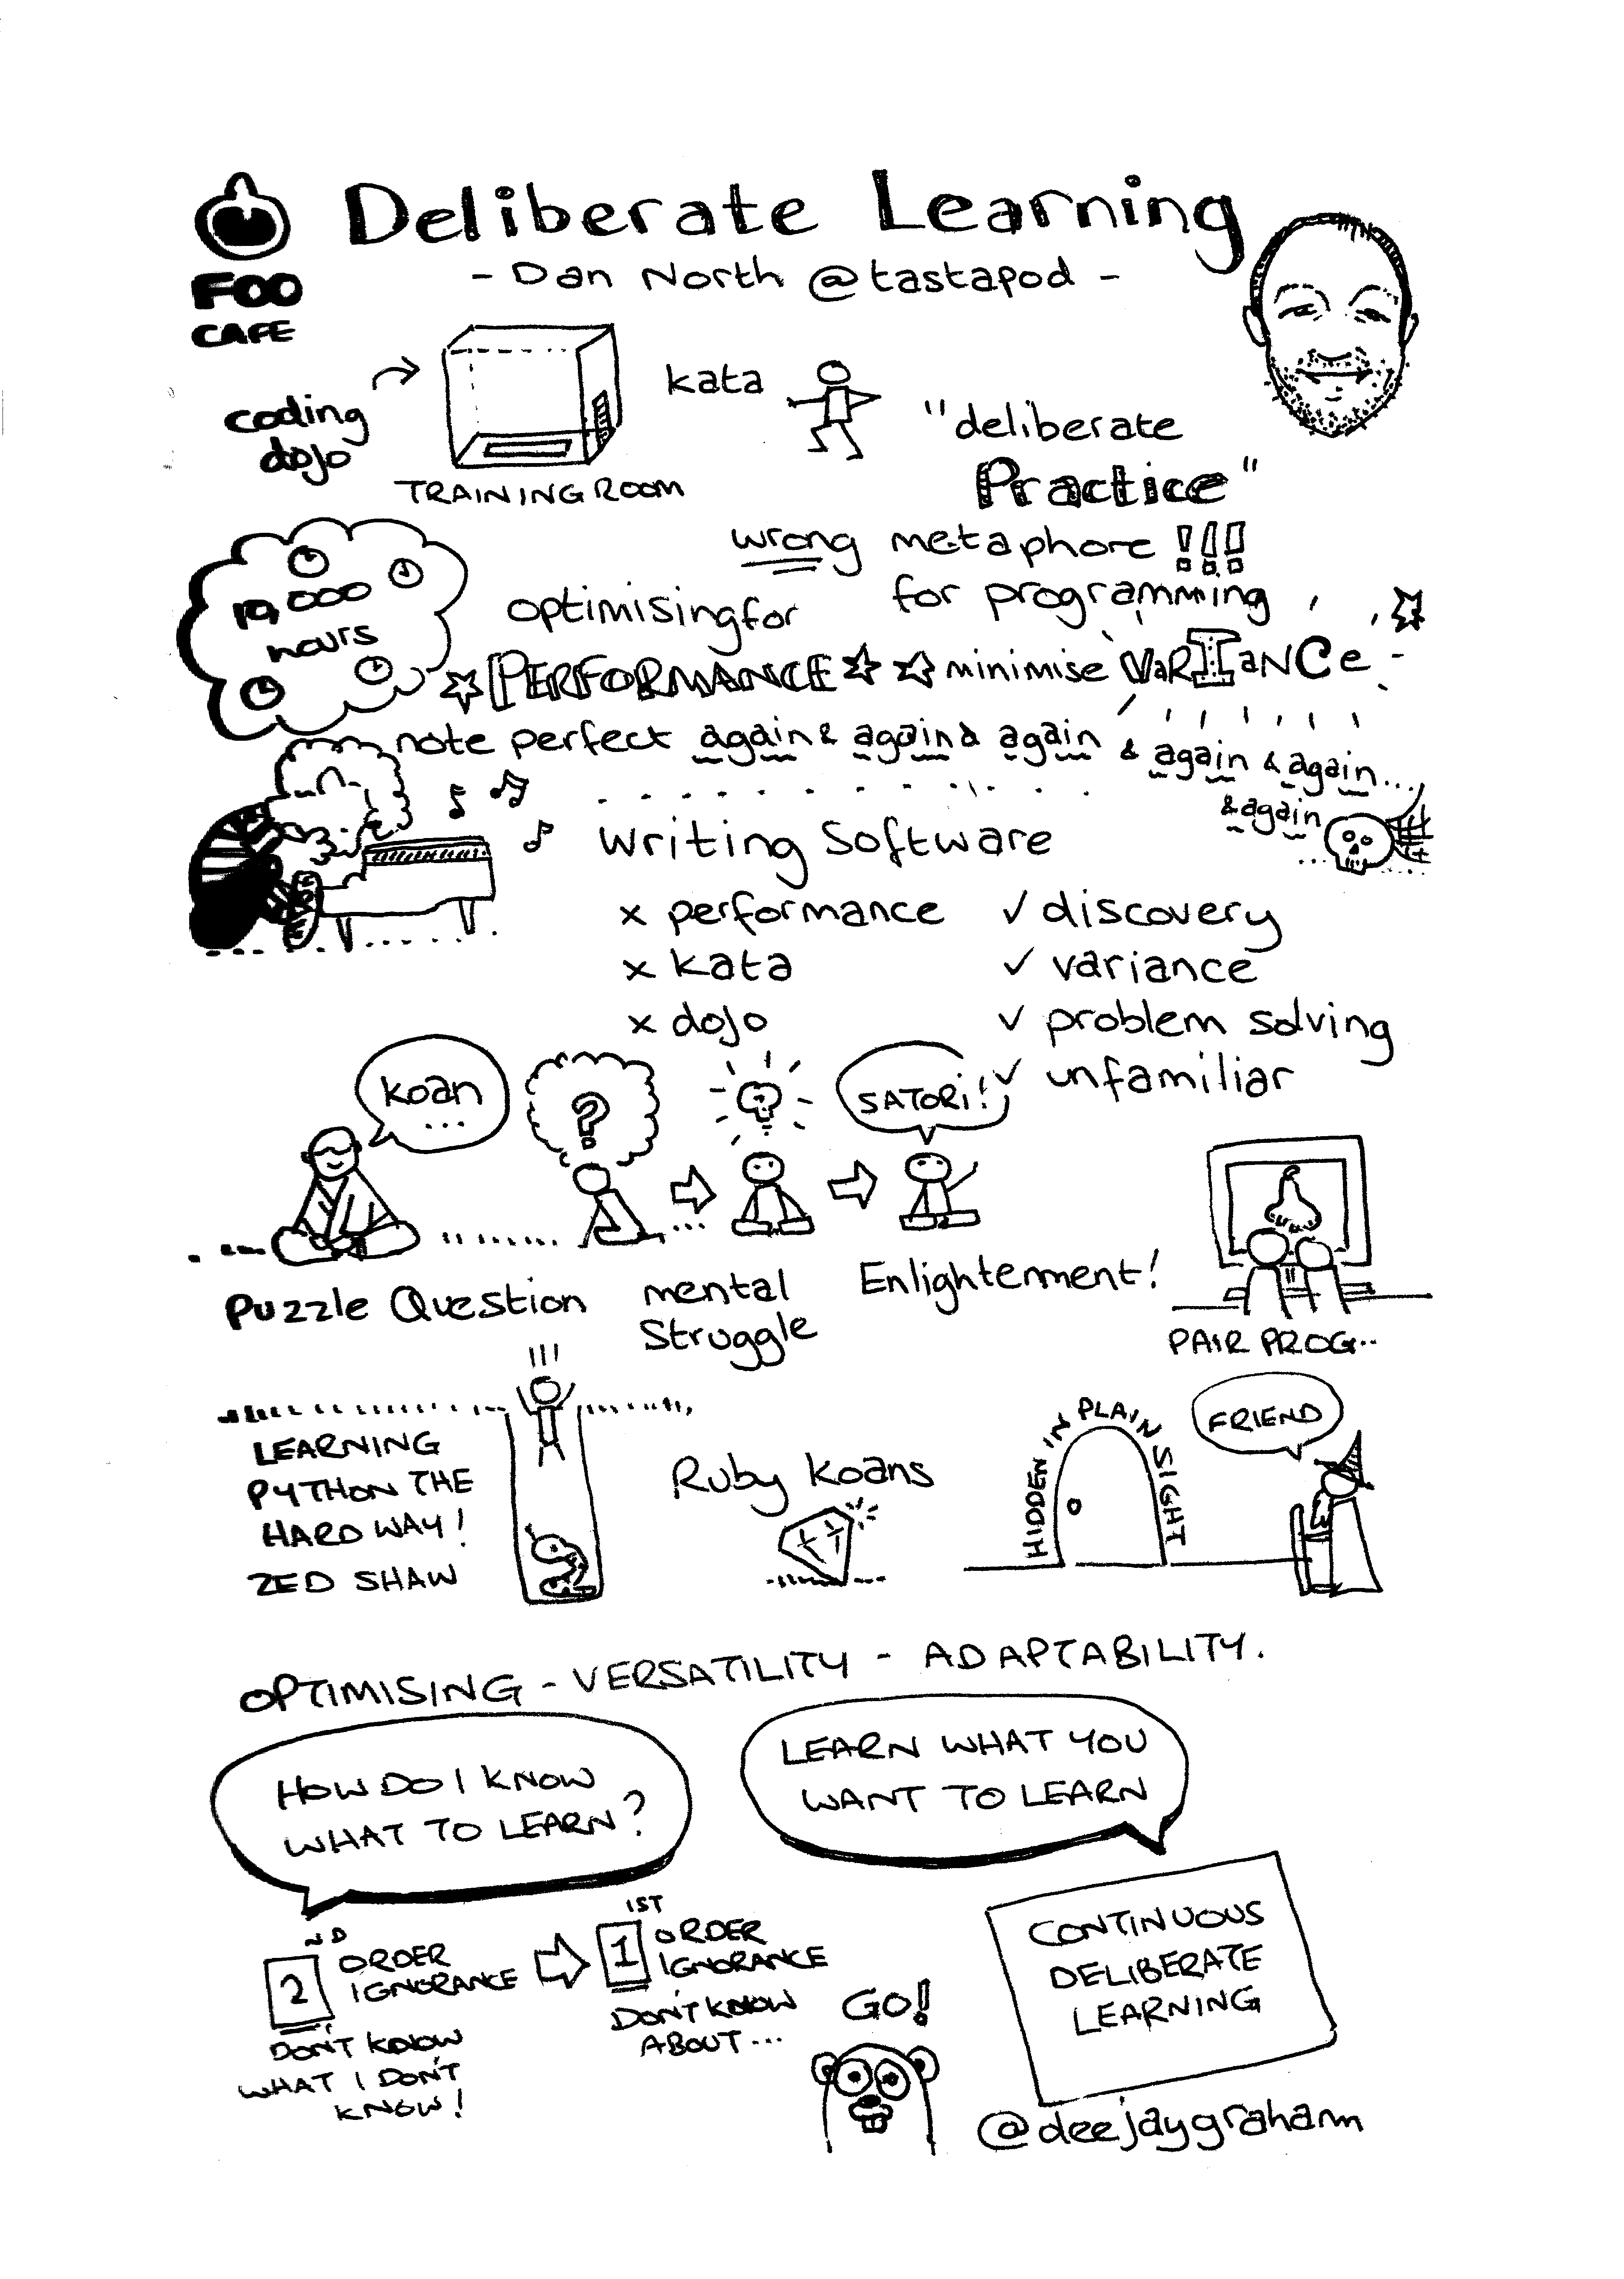 Deliberate Learning
- Dan North @tastapod -
FOO
CAFE
coding
dojo
TRAINING ROOM
kata
"deliberate
Practice"
wrong metaphore !!!
for programming
10,000
hours
optimising for
PERFORMANCE minimise VaRIaNCe
note perfect again & again & again & again & again...
& again
Writing Software
x performance
x kata
x dojo
✓ discovery
✓ variance
✓ problem solving
✓ unfamiliar
koan
...
?
SATORI!
Puzzle Question
mental
Struggle
Enlightenment!
PAIR PROG..
!!!
LEARNING
PYTHON THE
HARD WAY!
ZED SHAW
Ruby Koans
HIDDEN IN PLAIN SIGHT
FRIEND
OPTIMISING - VERSATILITY - ADAPTABILITY.
HOW DO I KNOW
WHAT TO LEARN?
LEARN WHAT YOU
WANT TO LEARN
2 ND ORDER
IGNORANCE
DON'T KNOW
WHAT I DON'T
KNOW!
1 1ST ORDER
IGNORANCE
DON'T KNOW
ABOUT...
GO!
CONTINUOUS
DELIBERATE
LEARNING
@deejaygraham